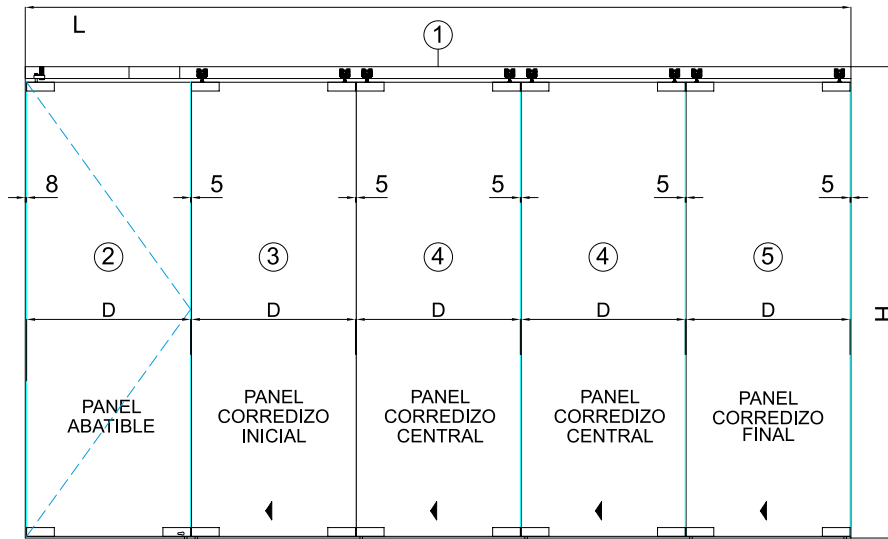 L
1
8
5
5
5
5
5
2
3
4
4
5
D
D
D
D
D
H
PANEL
ABATIBLE
PANEL
CORREDIZO
INICIAL
PANEL
CORREDIZO
CENTRAL
PANEL
CORREDIZO
CENTRAL
PANEL
CORREDIZO
FINAL